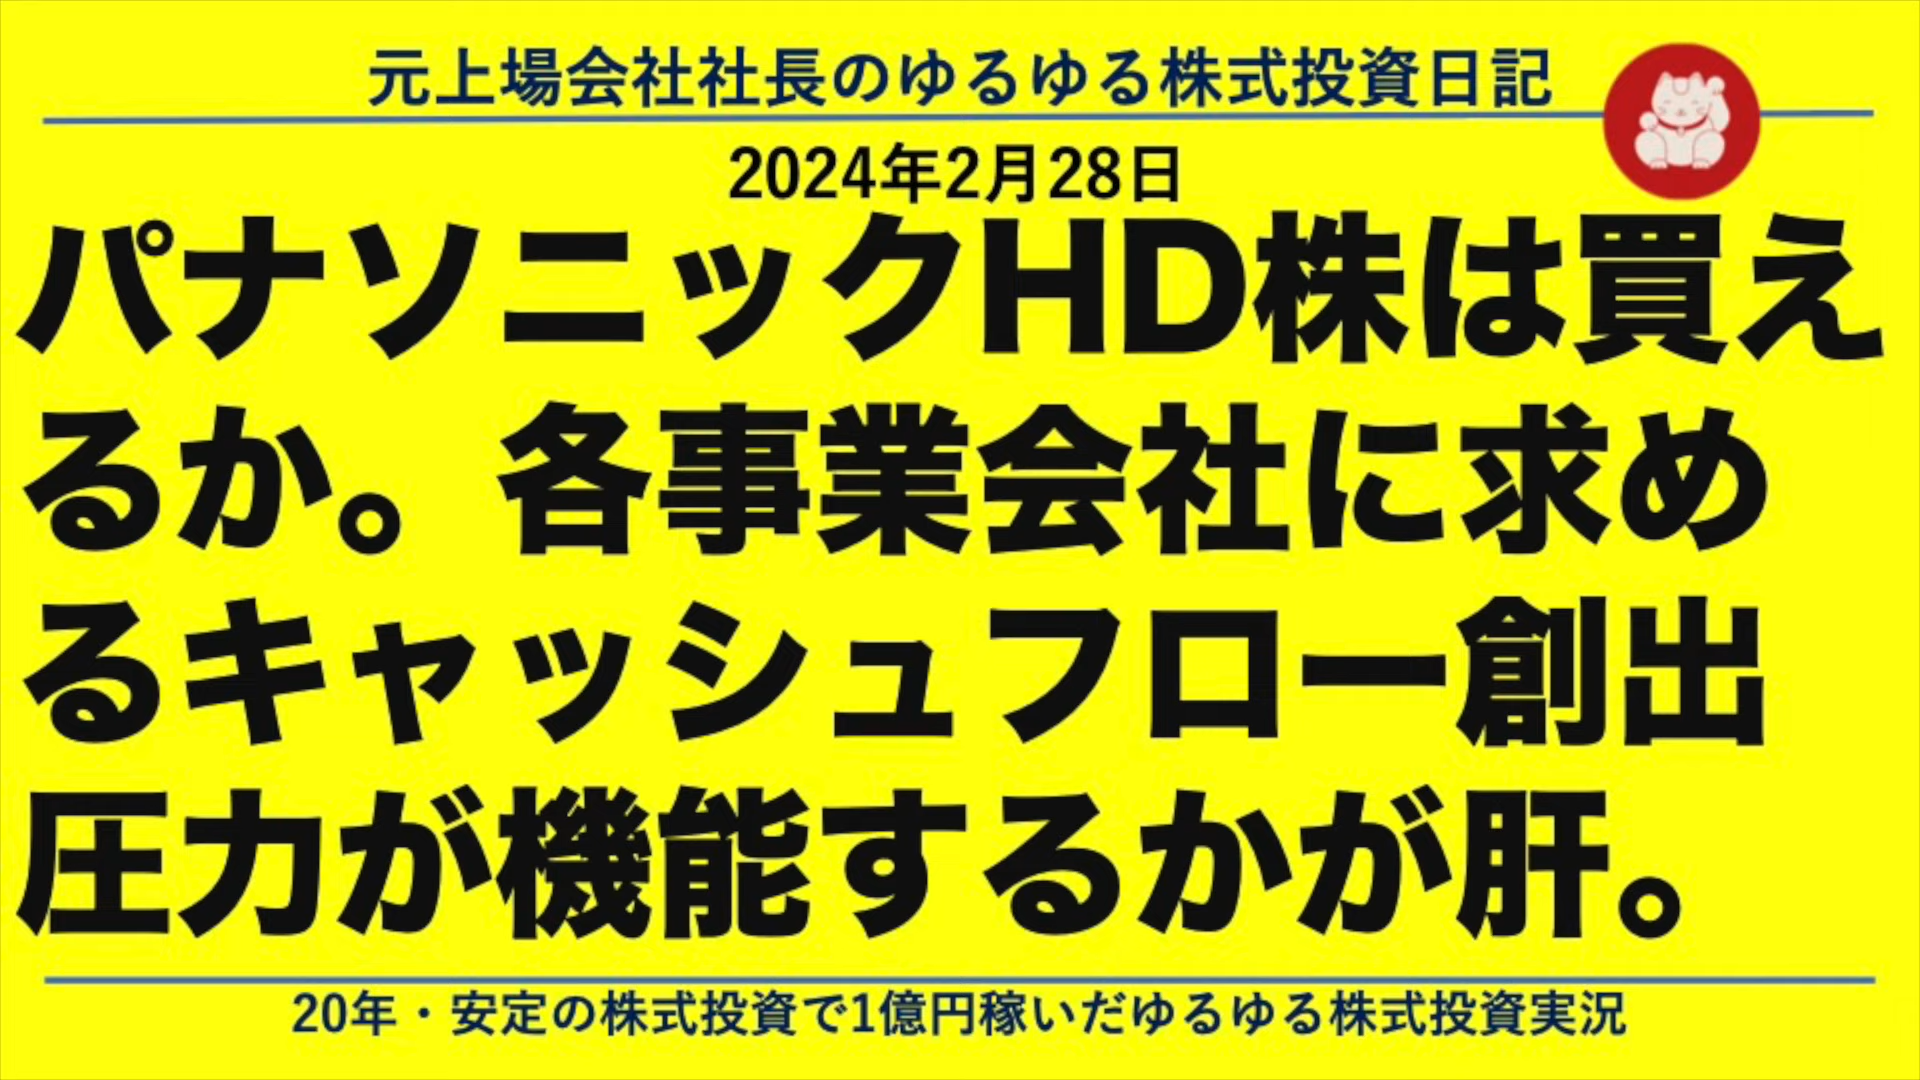 元上場会社社長のゆるゆる株式投資日記
2024年2月28日
パナソニックHD株は買え
るか。各事業会社に求め
るキャッシュフロー創出
圧力が機能するかが肝。
20年・安定の株式投資で1億円稼いだゆるゆる株式投資実況